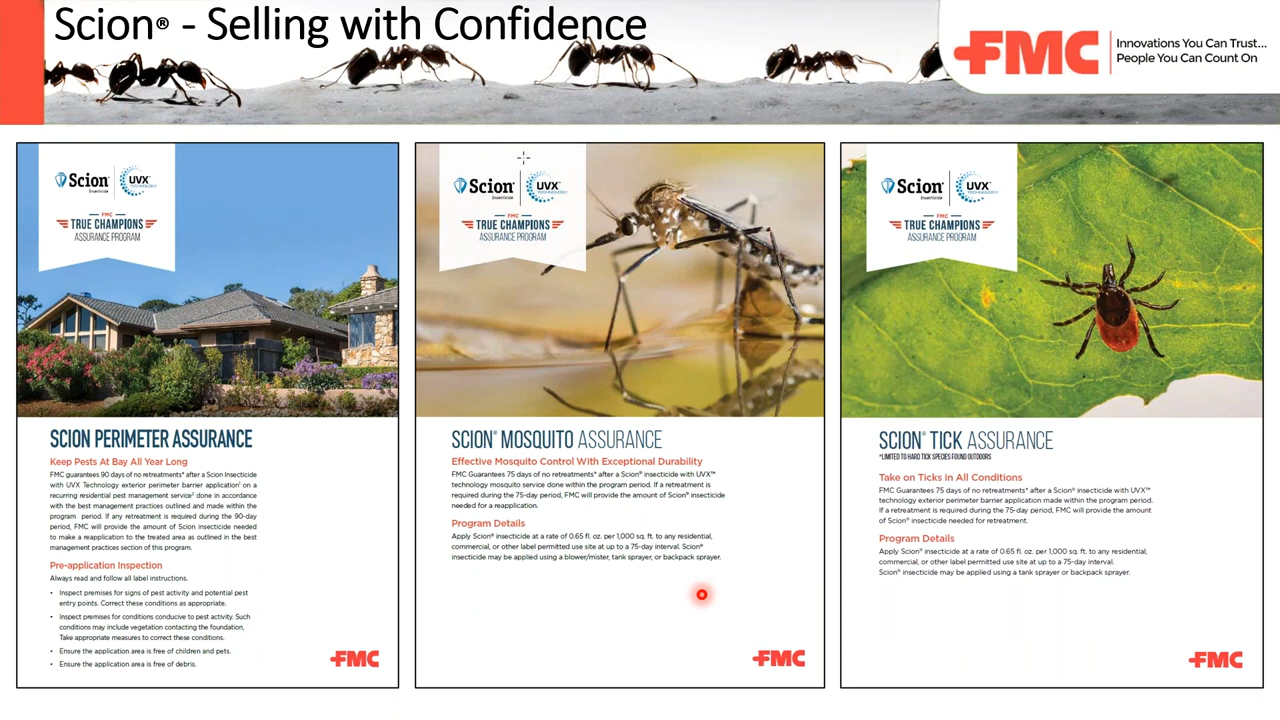 Scion® - Selling with Confidence
FMC
Innovations You Can Trust...
People You Can Count On
Scion®
Insecticide
UVX™
TECHNOLOGY
FMC
TRUE CHAMPIONS
ASSURANCE PROGRAM
SCION PERIMETER ASSURANCE
Keep Pests At Bay All Year Long
FMC guarantees 90 days of no retreatments* after a Scion Insecticide
with UVX Technology exterior perimeter barrier application¹ on a
recurring residential pest management service² done in accordance
with the best management practices outlined and made within the
program period. If any retreatment is required during the 90-day
period, FMC will provide the amount of Scion insecticide needed
to make a reapplication to the treated area as outlined in the best
management practices section of this program.
Pre-application Inspection
Always read and follow all label instructions.
• Inspect premises for signs of pest activity and potential pest
entry points. Correct these conditions as appropriate.
• Inspect premises for conditions conducive to pest activity. Such
conditions may include vegetation contacting the foundation,
Take appropriate measures to correct these conditions.
• Ensure the application area is free of children and pets.
• Ensure the application area is free of debris.
FMC
Scion®
Insecticide
UVX™
TECHNOLOGY
FMC
TRUE CHAMPIONS
ASSURANCE PROGRAM
SCION® MOSQUITO ASSURANCE
Effective Mosquito Control With Exceptional Durability
FMC Guarantees 75 days of no retreatments* after a Scion® insecticide with UVX™
technology mosquito service done within the program period. If a retreatment is
required during the 75-day period, FMC will provide the amount of Scion® insecticide
needed for a reapplication.
Program Details
Apply Scion® insecticide at a rate of 0.65 fl. oz. per 1,000 sq. ft. to any residential,
commercial, or other label permitted use site at up to a 75-day interval. Scion®
insecticide may be applied using a blower/mister, tank sprayer, or backpack sprayer.
FMC
Scion®
Insecticide
UVX™
TECHNOLOGY
FMC
TRUE CHAMPIONS
ASSURANCE PROGRAM
SCION® TICK ASSURANCE
*LIMITED TO HARD TICK SPECIES FOUND OUTDOORS
Take on Ticks in All Conditions
FMC Guarantees 75 days of no retreatments* after a Scion® insecticide with UVX™
technology exterior perimeter barrier application made within the program period.
If a retreatment is required during the 75-day period, FMC will provide the amount
of Scion® insecticide needed for retreatment.
Program Details
Apply Scion® insecticide at a rate of 0.65 fl. oz. per 1,000 sq. ft. to any residential,
commercial, or other label permitted use site at up to a 75-day interval.
Scion® insecticide may be applied using a tank sprayer or backpack sprayer.
FMC